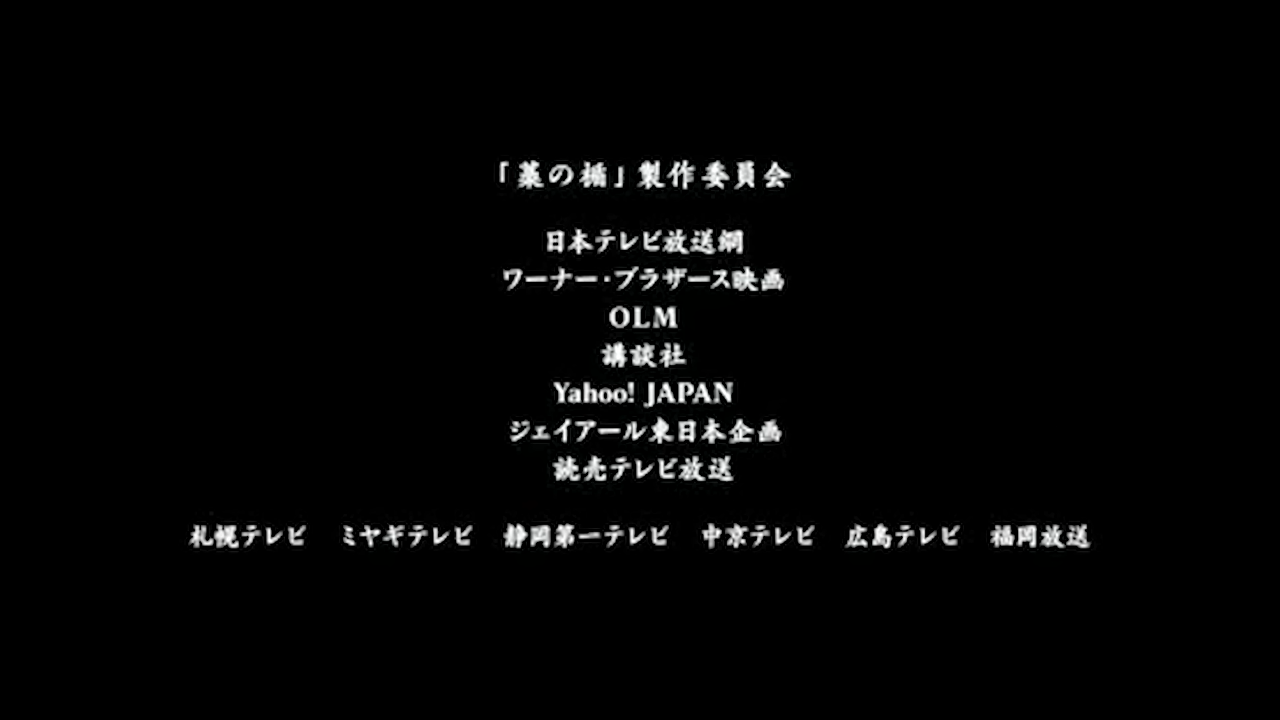 「藁の楯」製作委員会
日本テレビ放送網
ワーナー・ブラザース映画
OLM
講談社
Yahoo! JAPAN
ジェイアール東日本企画
読売テレビ放送
札幌テレビ　ミヤギテレビ　静岡第一テレビ　中京テレビ　広島テレビ　福岡放送